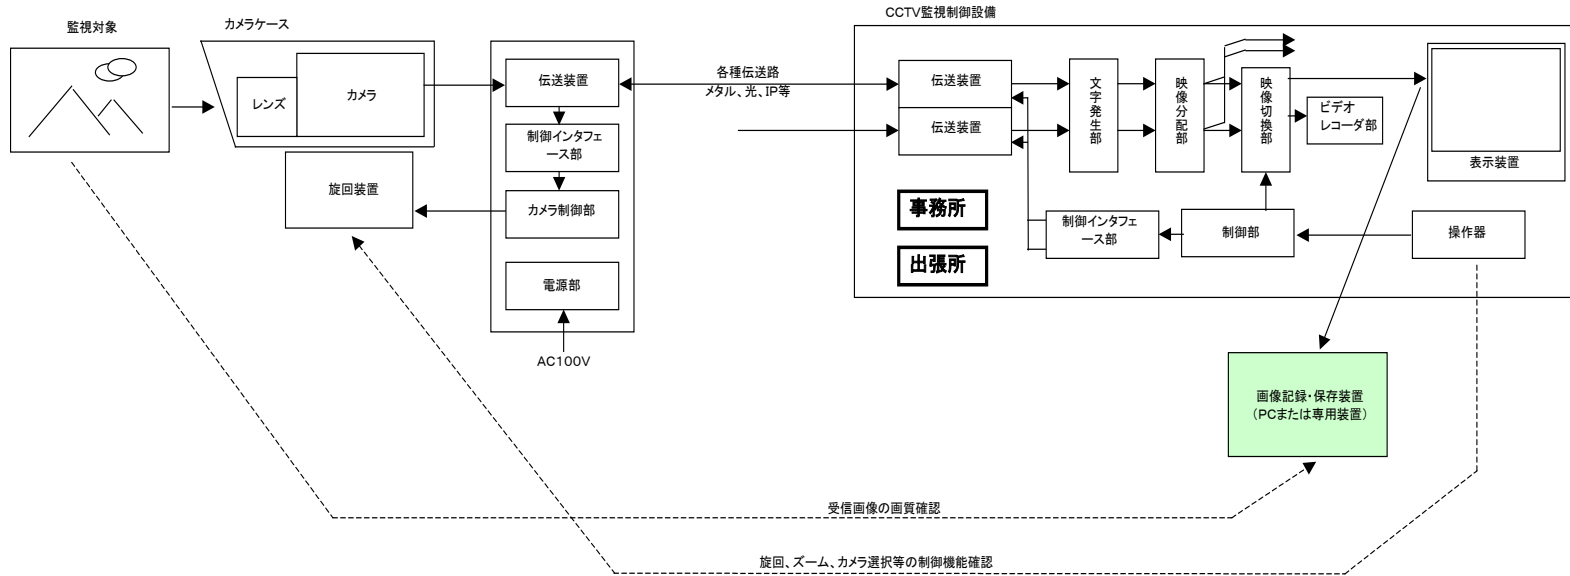 監視対象
カメラケース
CCTV監視制御設備
レンズ
カメラ
伝送装置
制御インタフェ
ース部
カメラ制御部
電源部
AC100V
旋回装置
各種伝送路
メタル、光、IP等
伝送装置
伝送装置
文字発生部
映像分配部
映像切換部
ビデオ
レコーダ部
表示装置
事務所
出張所
制御インタフェ
ース部
制御部
操作器
画像記録・保存装置
（PCまたは専用装置）
受信画像の画質確認
旋回、ズーム、カメラ選択等の制御機能確認